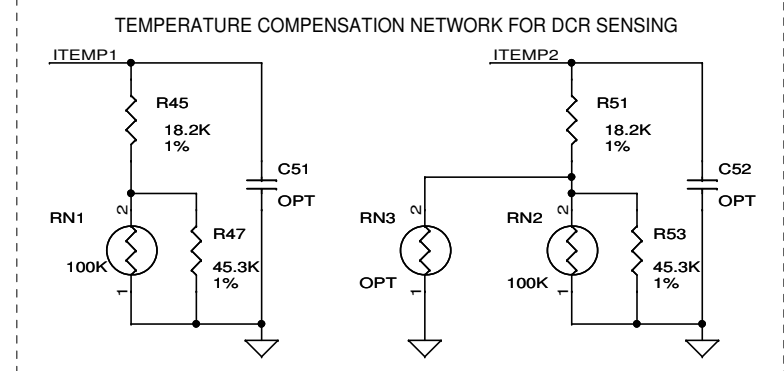 TEMPERATURE COMPENSATION NETWORK FOR DCR SENSING
ITEMP1
R45
18.2K
1%
C51
OPT
RN1
2
100K
1
R47
45.3K
1%
ITEMP2
R51
18.2K
1%
C52
OPT
RN3
2
OPT
1
RN2
2
100K
1
R53
45.3K
1%